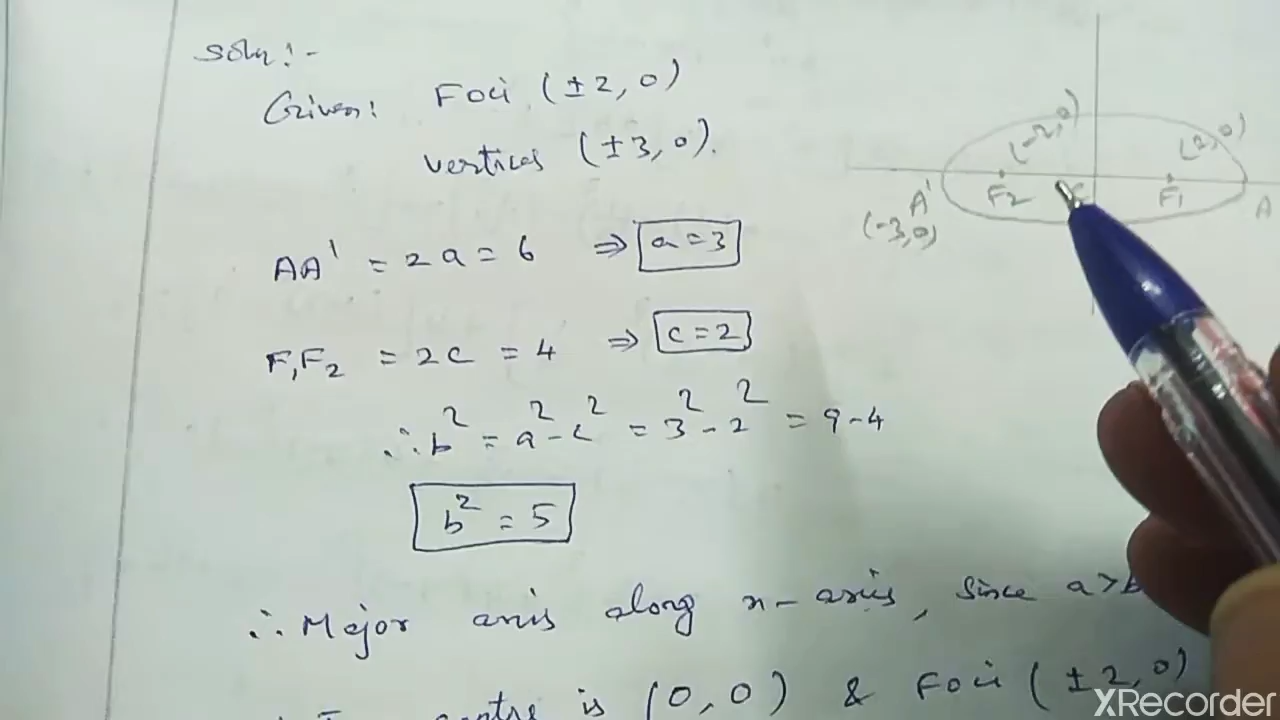 Soln:-
Given: Foci (±2, 0)
vertices (±3, 0).
AA' = 2a = 6 ⇒ a = 3
F₁F₂ = 2c = 4 ⇒ c = 2
∴ b² = a² - c² = 3² - 2² = 9 - 4
b² = 5
∴ Major axis along x-axis, since a > b
centre is (0, 0) & Foci (±2, 0)
(-2, 0)
(2, 0)
A'
F2
F1
A
(-3, 0)
XRecorder